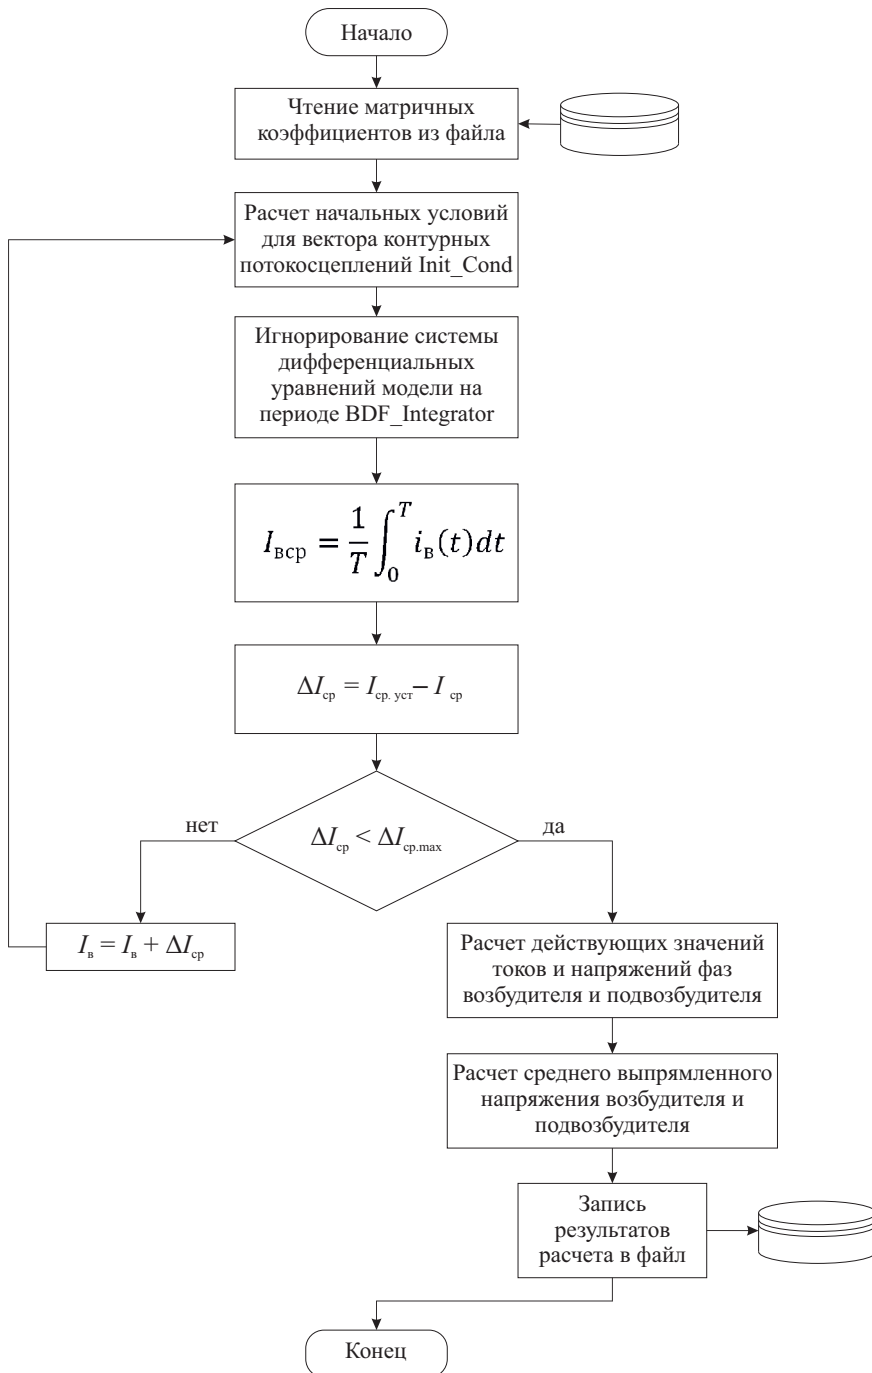 Начало
Чтение матричных
коэффициентов из файла
Расчет начальных условий
для вектора контурных
потокосцеплений Init_Cond
Игнорирование системы
дифференциальных
уравнений модели на
периоде BDF_Integrator
I_вср = 1/T ∫_0^T i_в(t)dt
ΔI_ср = I_ср. уст – I_ср
ΔI_ср < ΔI_ср.max
нет
да
I_в = I_в + ΔI_ср
Расчет действующих значений
токов и напряжений фаз
возбудителя и подвозбудителя
Расчет среднего выпрямленного
напряжения возбудителя и
подвозбудителя
Запись
результатов
расчета в файл
Конец